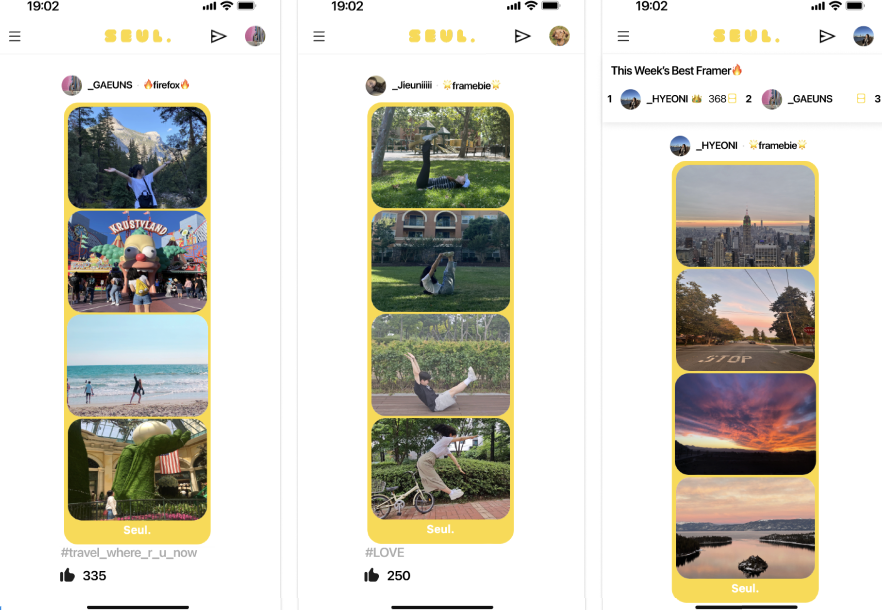 19:02
SEUL.
_GAEUNS 🔥firefox🔥
KRUSTYLAND
Seul.
#travel_where_r_u_now
335
19:02
SEUL.
_Jieuniiiii · framebie
Seul.
#LOVE
250
19:02
SEUL.
This Week's Best Framer🔥
1 _HYEONI 368 2 _GAEUNS 3
_HYEONI · framebie
STOP
Seul.